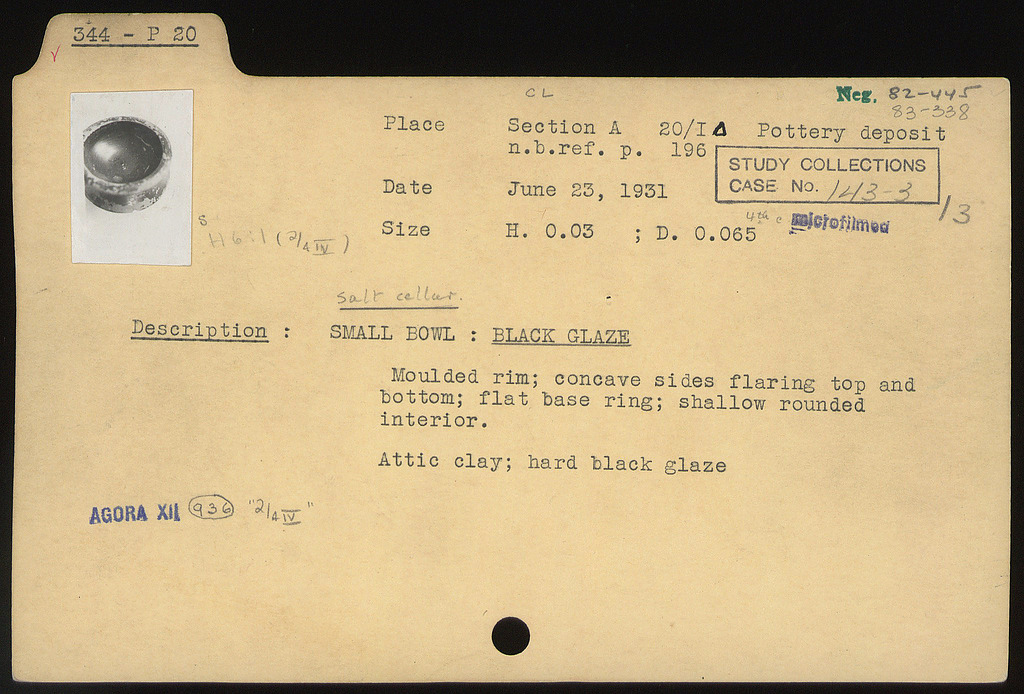 344 - P 20
CL
Neg. 82-445
83-338
Place Section A 20/IΔ Pottery deposit
n.b.ref. p. 196
STUDY COLLECTIONS
CASE No. 143-3
/3
Date June 23, 1931
4th c microfilmed
Size H. 0.03 ; D. 0.065
S
H 6:1 (2/4 IV)
salt cellar.
Description : SMALL BOWL : BLACK GLAZE
Moulded rim; concave sides flaring top and
bottom; flat base ring; shallow rounded
interior.
Attic clay; hard black glaze
AGORA XII 936 "2/4 IV"